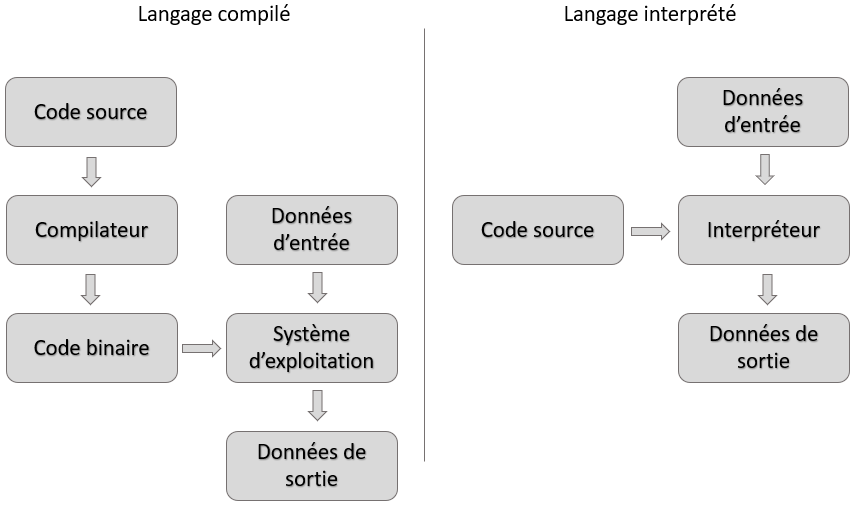 Langage compilé
Code source
Compilateur
Code binaire
Données
d’entrée
Système
d’exploitation
Données de
sortie
Langage interprété
Données
d’entrée
Code source
Interpréteur
Données de
sortie